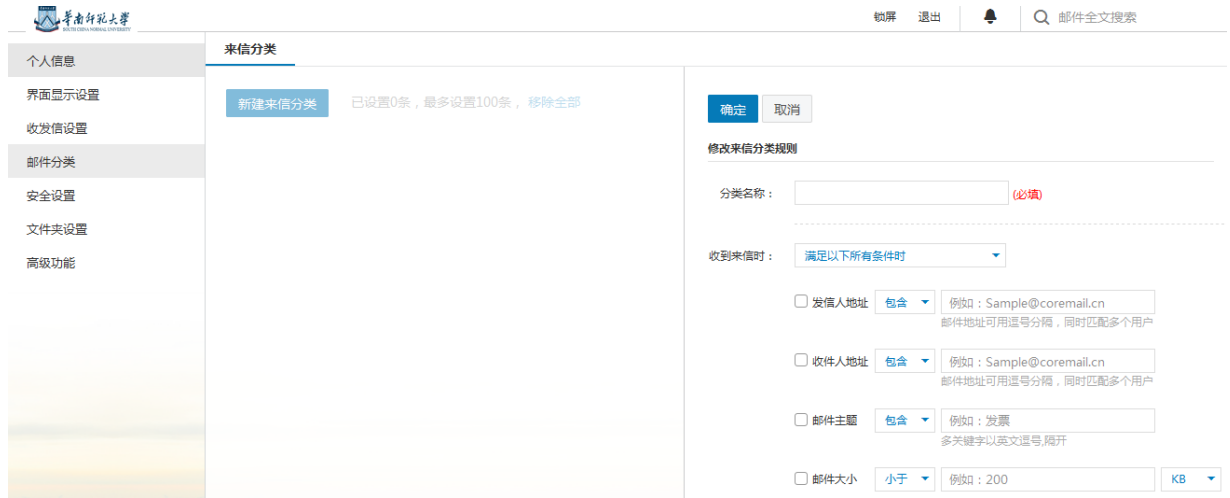 華南師範大學
SOUTH CHINA NORMAL UNIVERSITY
锁屏 退出 邮件全文搜索
个人信息
界面显示设置
收发信设置
邮件分类
安全设置
文件夹设置
高级功能
来信分类
新建来信分类 已设置0条，最多设置100条， 移除全部
确定 取消
修改来信分类规则
分类名称： (必填)
收到来信时： 满足以下所有条件时
发信人地址 包含 例如：Sample@coremail.cn
邮件地址可用逗号分隔，同时匹配多个用户
收件人地址 包含 例如：Sample@coremail.cn
邮件地址可用逗号分隔，同时匹配多个用户
邮件主题 包含 例如：发票
多关键字以英文逗号,隔开
邮件大小 小于 例如：200 KB